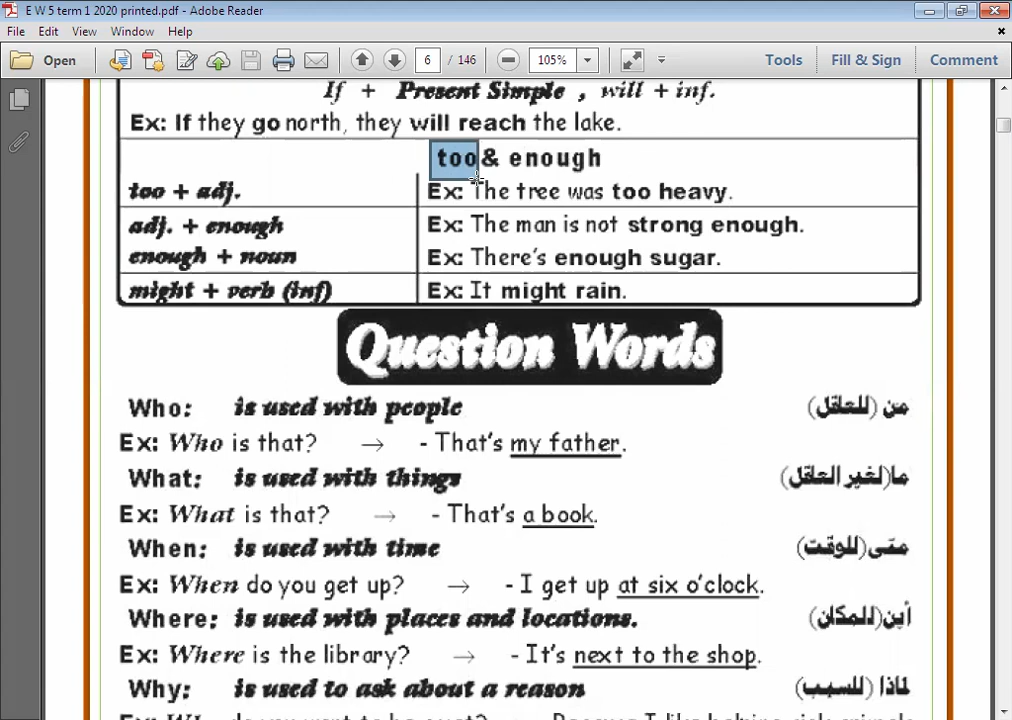 E W 5 term 1 2020 printed.pdf - Adobe Reader
File Edit View Window Help
Open 6 / 146 105% Tools Fill & Sign Comment
If + Present Simple , will + inf.
Ex: If they go north, they will reach the lake.
too & enough
too + adj. Ex: The tree was too heavy.
adj. + enough Ex: The man is not strong enough.
enough + noun Ex: There's enough sugar.
might + verb (inf) Ex: It might rain.
Question Words
Who: is used with people من (للعاقل)
Ex: Who is that? → - That's my father.
What: is used with things ما(لغير العاقل)
Ex: What is that? → - That's a book.
When: is used with time متى(للوقت)
Ex: When do you get up? → - I get up at six o'clock.
Where: is used with places and locations. أين(للمكان)
Ex: Where is the library? → - It's next to the shop.
Why: is used to ask about a reason لماذا (للسبب)